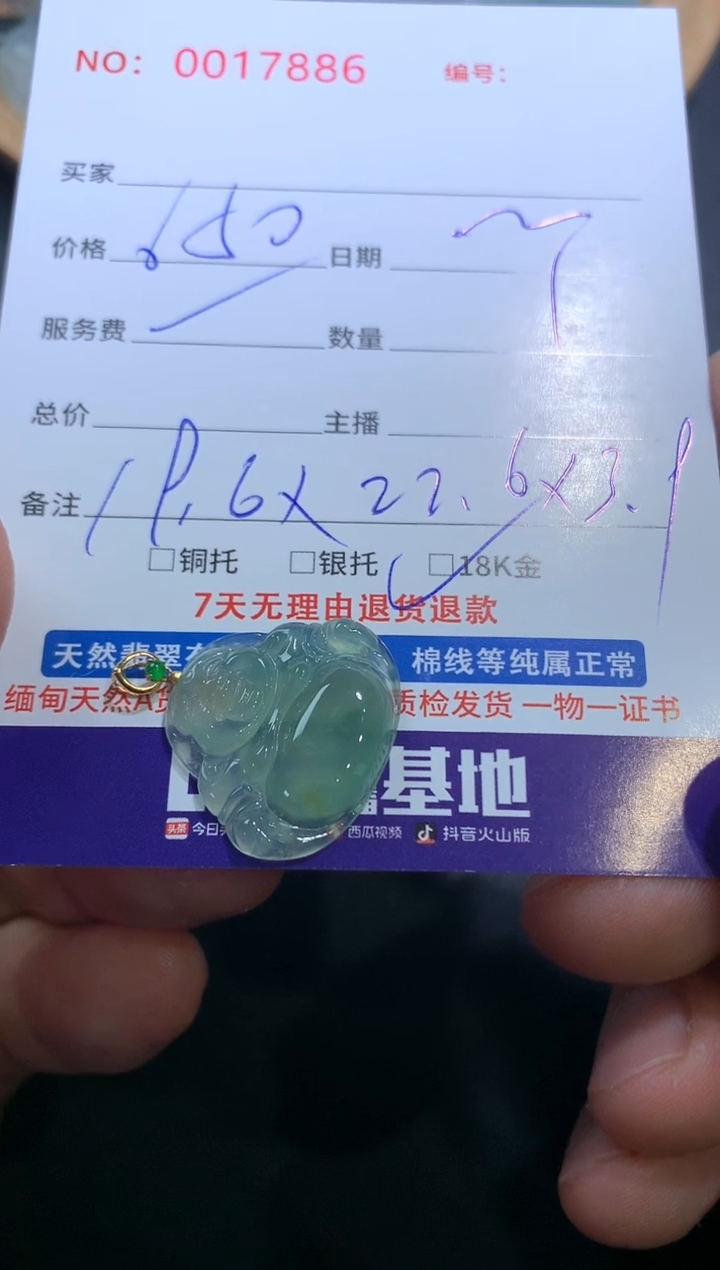 NO: 0017886 编号:
买家
价格 1650 日期
服务费 数量
总价 主播
备注 18.6X22.6X3.8
□铜托 □银托 □18K金
7天无理由退货退款
天然翡翠 棉线等纯属正常
缅甸天然A货 质检发货 一物一证书
基地
头条 今日 西瓜视频 抖音火山版